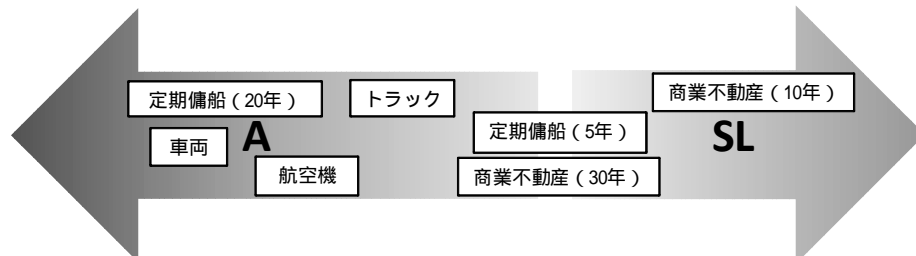 定期傭船（20年）
トラック
商業不動産（10年）
車両
A
定期傭船（5年）
SL
航空機
商業不動産（30年）